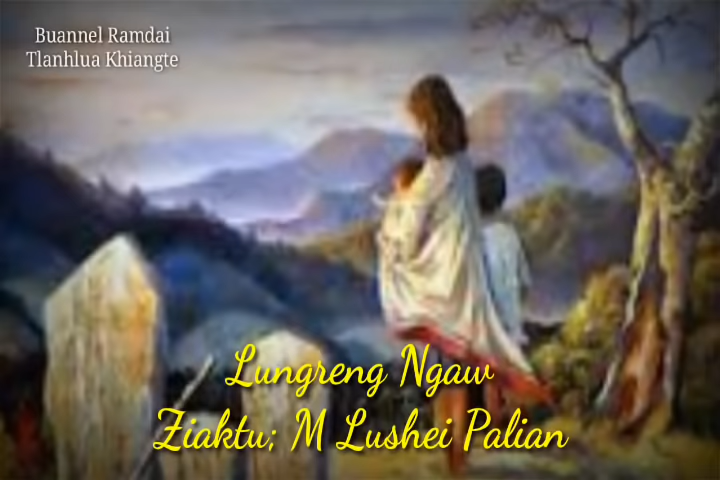 Buannel Ramdai
Tlanhlua Khiangte
Lungreng Ngaw
Ziaktu; M Lushei Palian